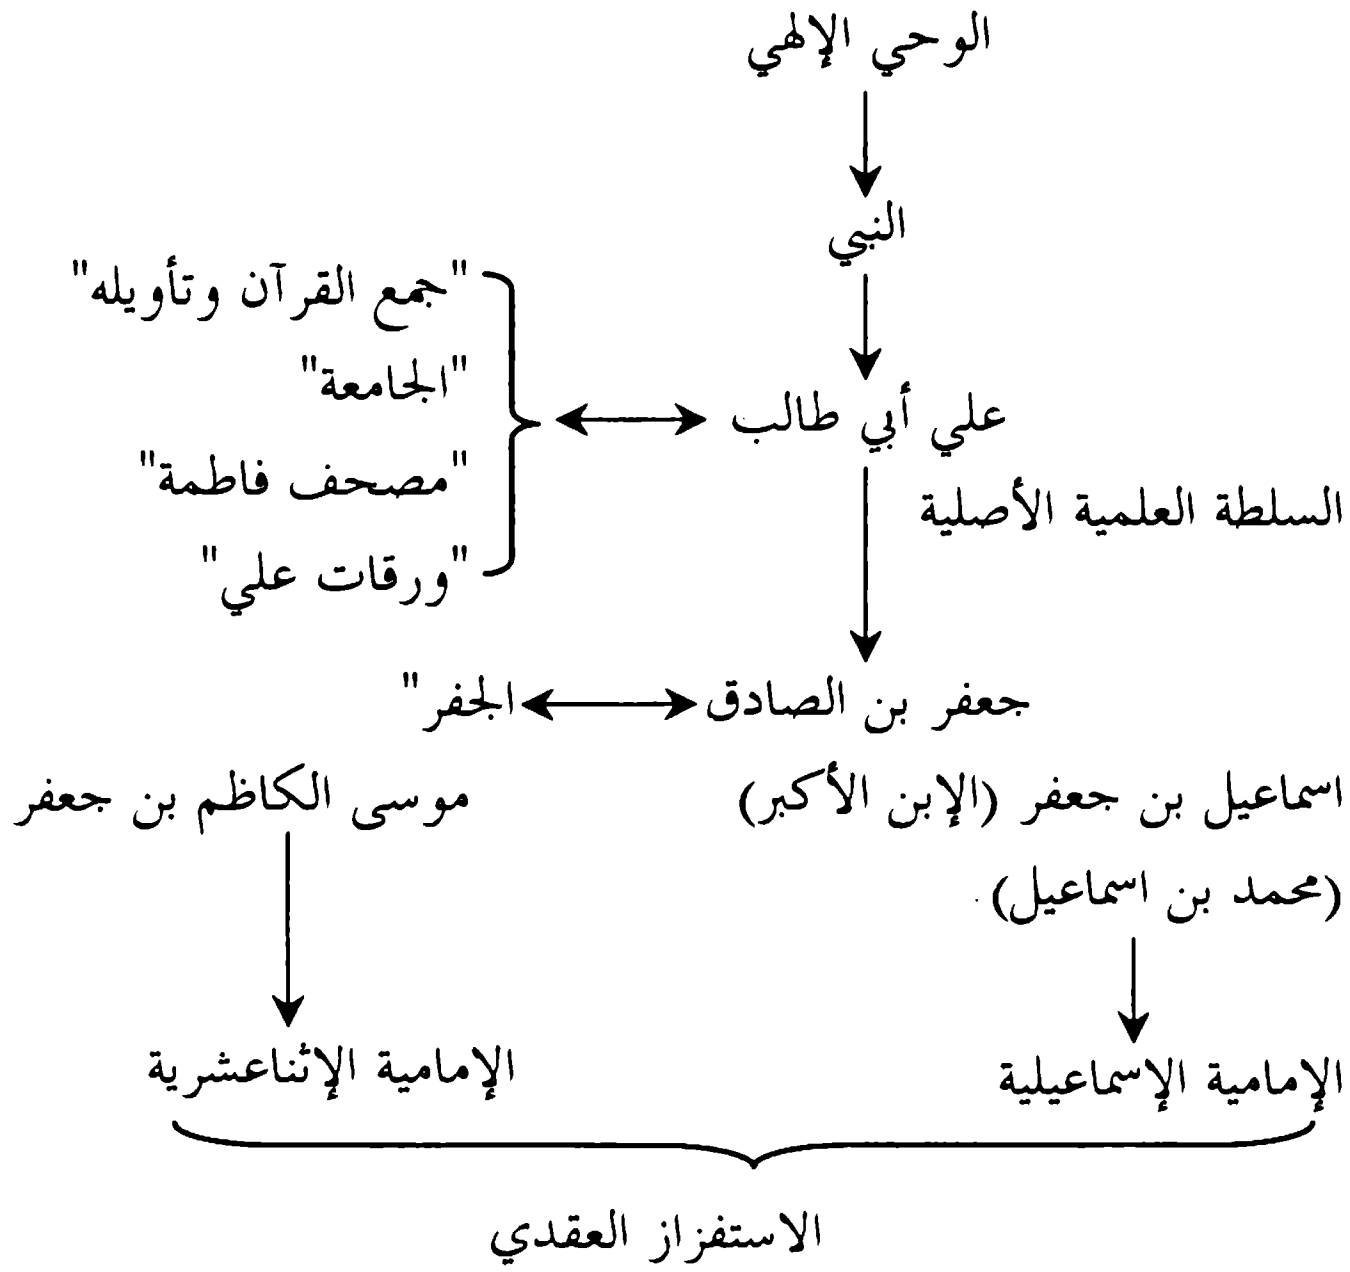 الوحي الإلهي
النبي
علي أبي طالب
"جمع القرآن وتأويله"
"الجامعة"
"مصحف فاطمة"
"ورقات علي"
السلطة العلمية الأصلية
جعفر بن الصادق
الجفر"
اسماعيل بن جعفر (الإبن الأكبر)
موسى الكاظم بن جعفر
(محمد بن اسماعيل)
الإمامية الإسماعيلية
الإمامية الإثناعشرية
الاستفزاز العقدي